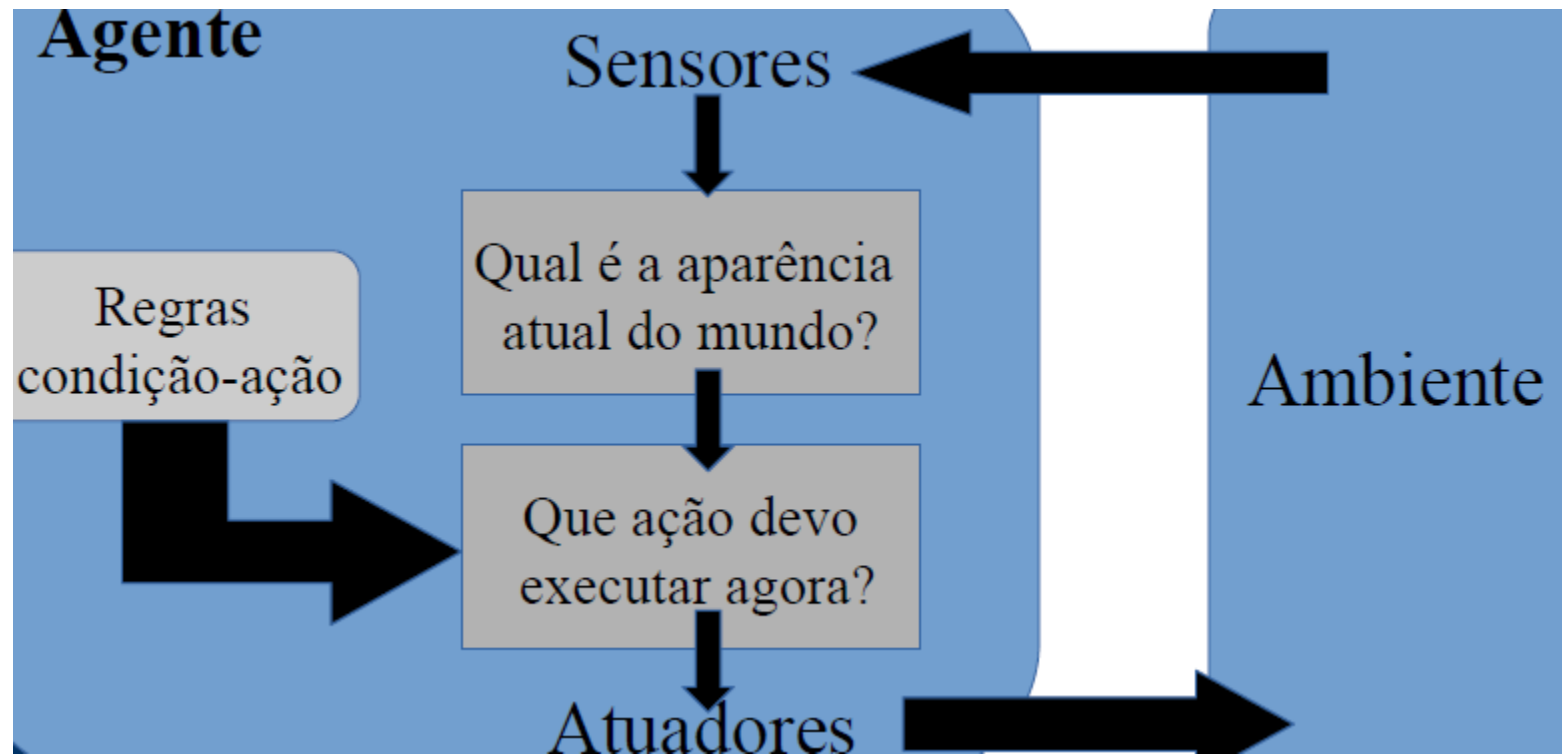 Agente
Sensores
Qual é a aparência
atual do mundo?
Regras
condição-ação
Ambiente
Que ação devo
executar agora?
Atuadores